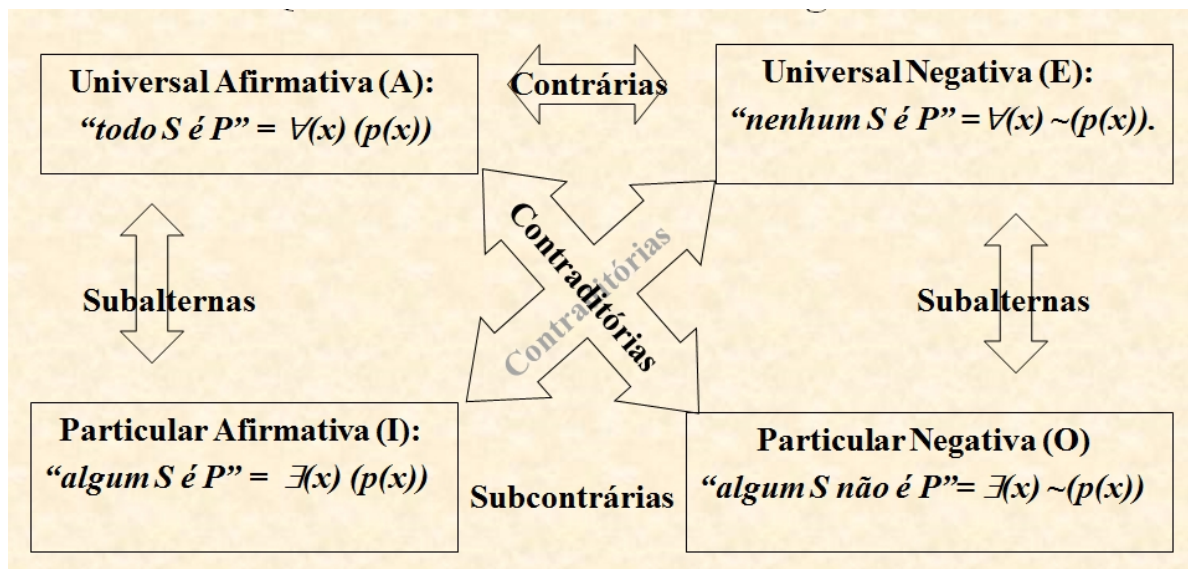 Universal Afirmativa (A):
“todo S é P” = ∀(x) (p(x))
Contrárias
Universal Negativa (E):
“nenhum S é P” = ∀(x) ~(p(x)).
Subalternas
Contraditórias
Contraditórias
Subalternas
Particular Afirmativa (I):
“algum S é P” = ∃(x) (p(x))
Subcontrárias
Particular Negativa (O)
“algum S não é P”= ∃(x) ~(p(x))